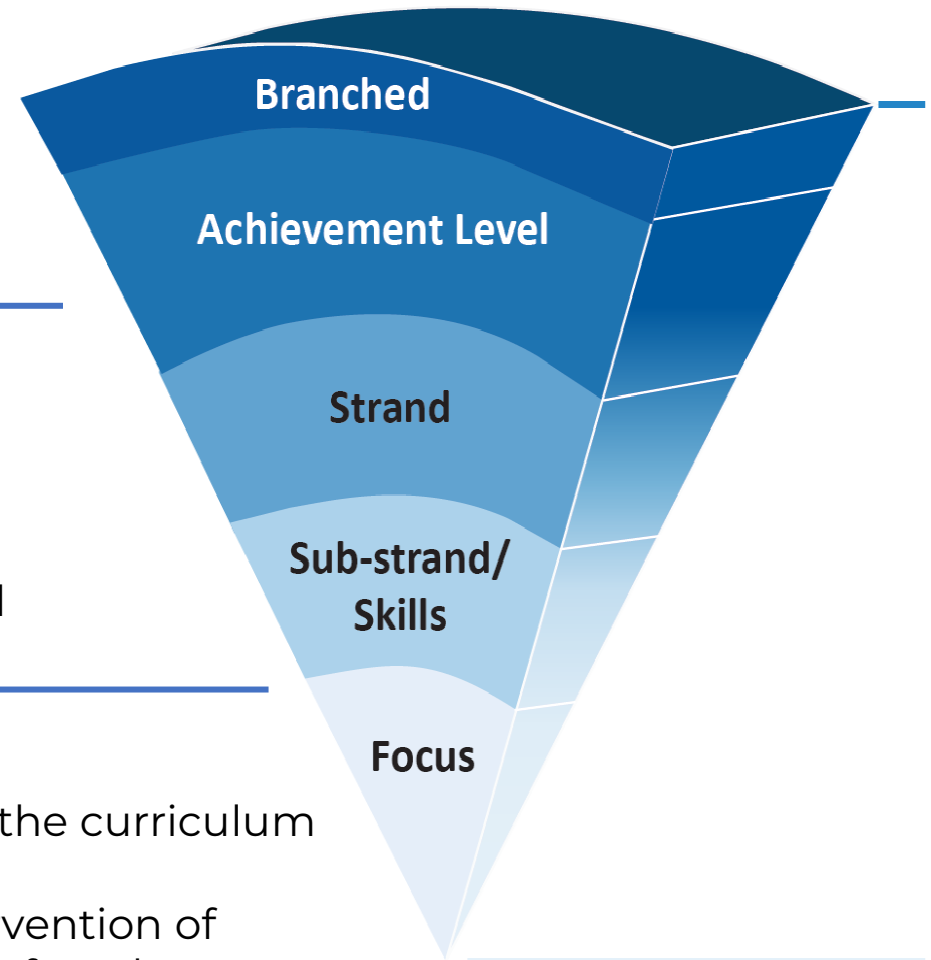 Branched
Achievement Level
Strand
Sub-strand/
Skills
Focus
the curriculum
vention of